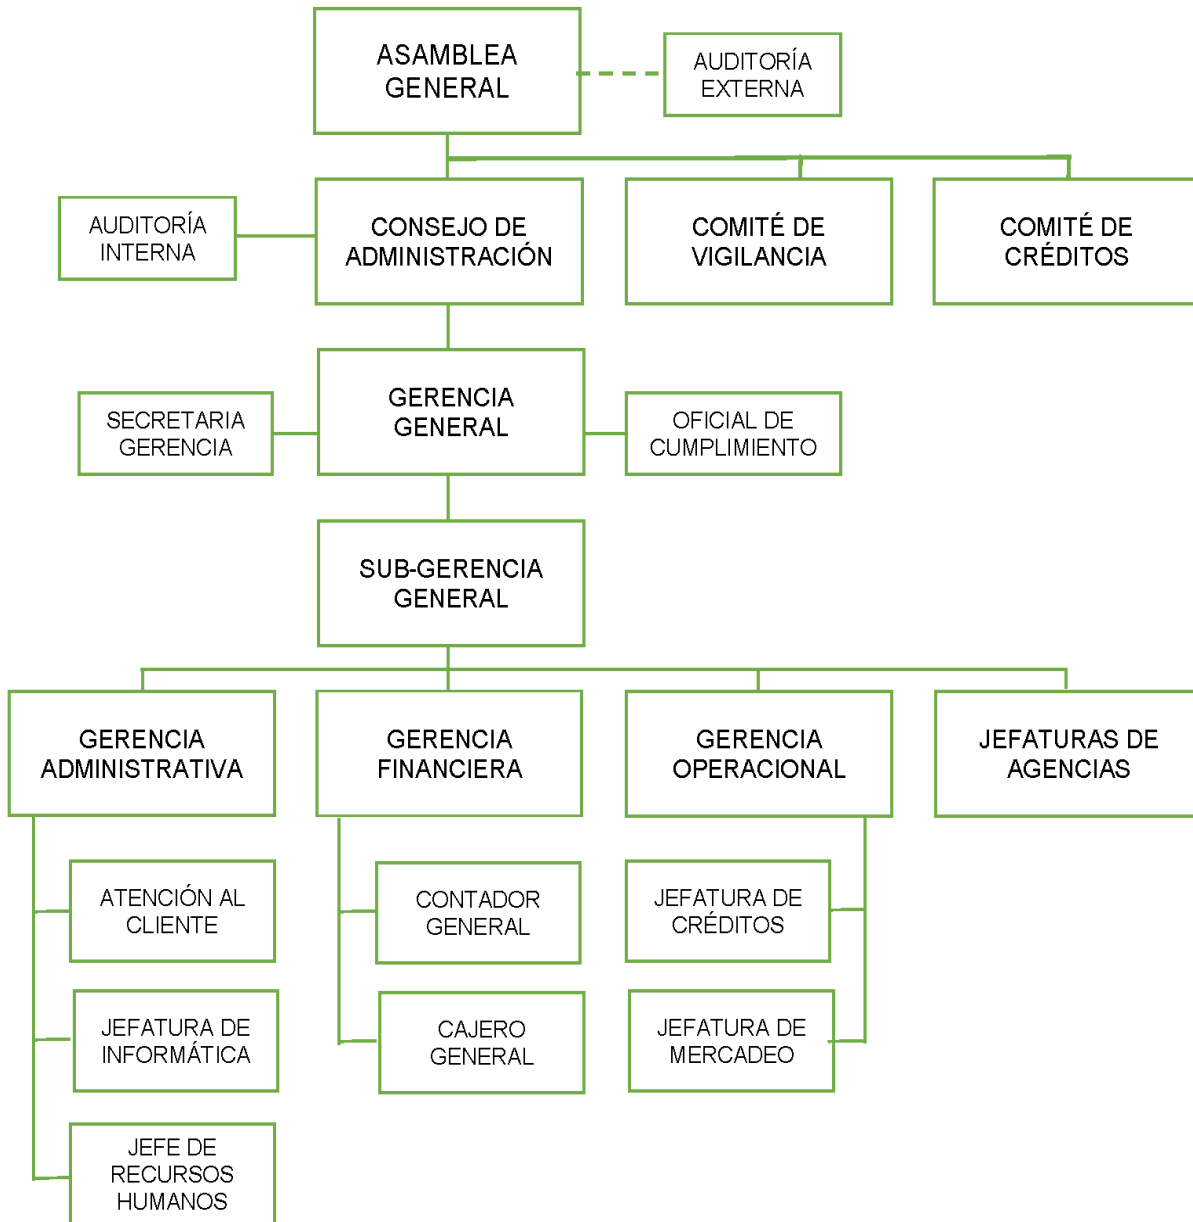 ASAMBLEA
GENERAL
AUDITORÍA
EXTERNA
AUDITORÍA
INTERNA
CONSEJO DE
ADMINISTRACIÓN
COMITÉ DE
VIGILANCIA
COMITÉ DE
CRÉDITOS
SECRETARIA
GERENCIA
GERENCIA
GENERAL
OFICIAL DE
CUMPLIMIENTO
SUB-GERENCIA
GENERAL
GERENCIA
ADMINISTRATIVA
GERENCIA
FINANCIERA
GERENCIA
OPERACIONAL
JEFATURAS DE
AGENCIAS
ATENCIÓN AL
CLIENTE
CONTADOR
GENERAL
JEFATURA DE
CRÉDITOS
JEFATURA DE
INFORMÁTICA
CAJERO
GENERAL
JEFATURA DE
MERCADEO
JEFE DE
RECURSOS
HUMANOS